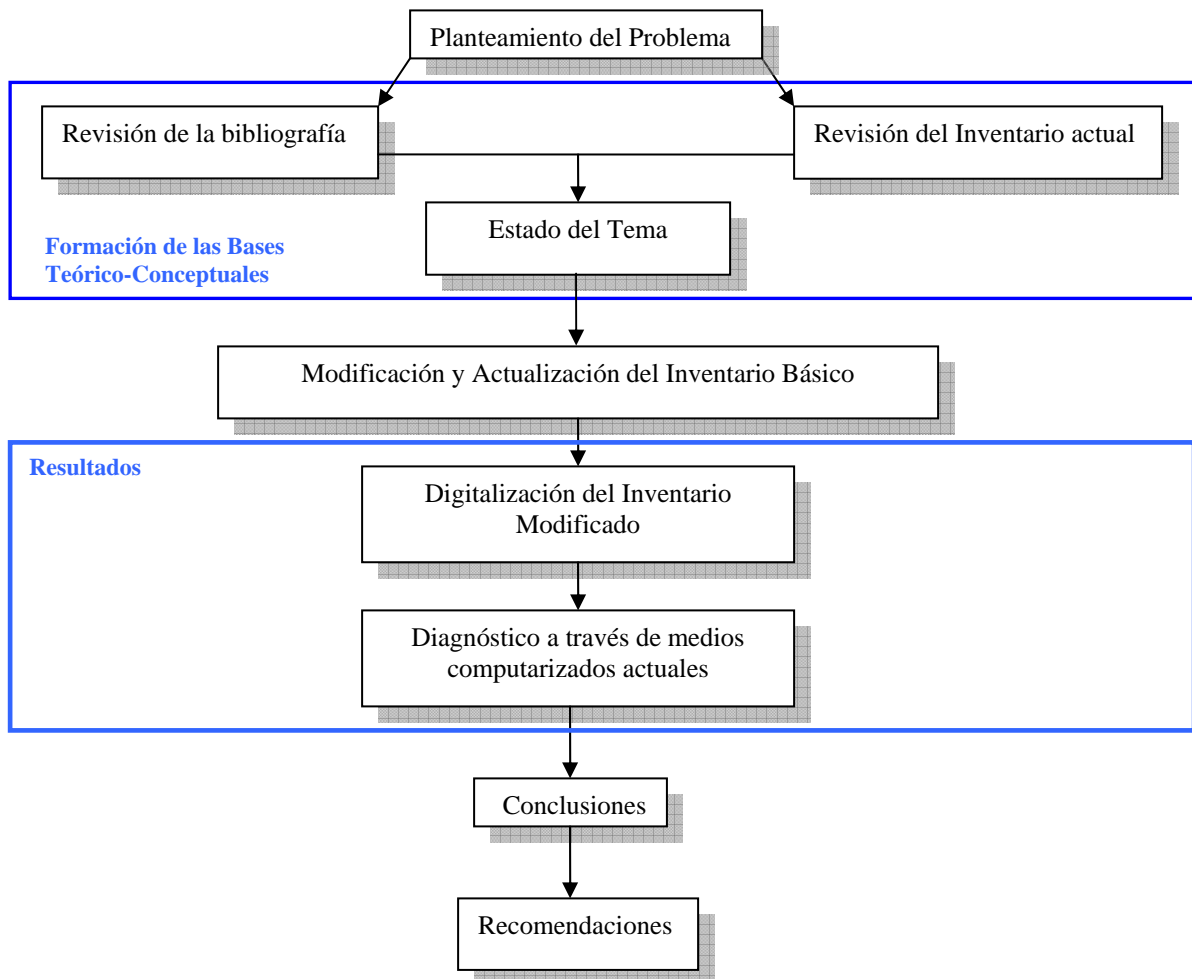 Planteamiento del Problema
Revisión de la bibliografía
Revisión del Inventario actual
Estado del Tema
Formación de las Bases
Teórico-Conceptuales
Modificación y Actualización del Inventario Básico
Resultados
Digitalización del Inventario
Modificado
Diagnóstico a través de medios
computarizados actuales
Conclusiones
Recomendaciones